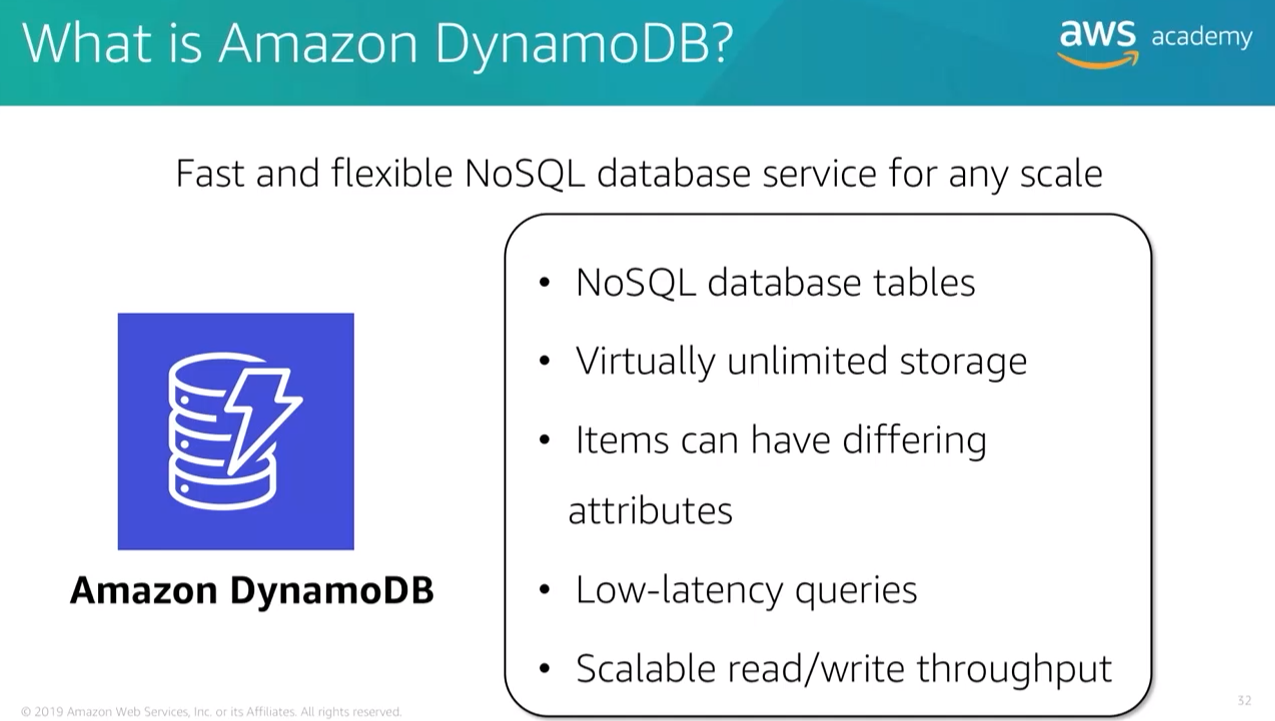 What is Amazon DynamoDB?
aws academy
Fast and flexible NoSQL database service for any scale
• NoSQL database tables
• Virtually unlimited storage
• Items can have differing
attributes
• Low-latency queries
• Scalable read/write throughput
Amazon DynamoDB
© 2019 Amazon Web Services, Inc. or its Affiliates. All rights reserved.
32